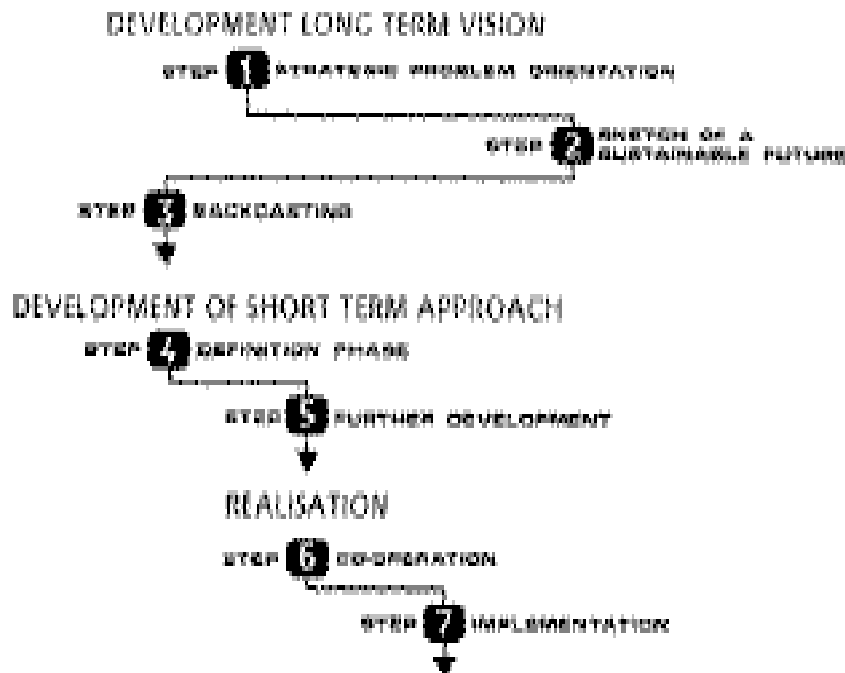 DEVELOPMENT LONG TERM VISION
STEP 1 STRATEGIC PROBLEM ORIENTATION
STEP 2 SKETCH OF A
SUSTAINABLE FUTURE
STEP 3 BACKCASTING
DEVELOPMENT OF SHORT TERM APPROACH
STEP 4 DEFINITION PHASE
STEP 5 FURTHER DEVELOPMENT
REALISATION
STEP 6 CO-OPERATION
STEP 7 IMPLEMENTATION